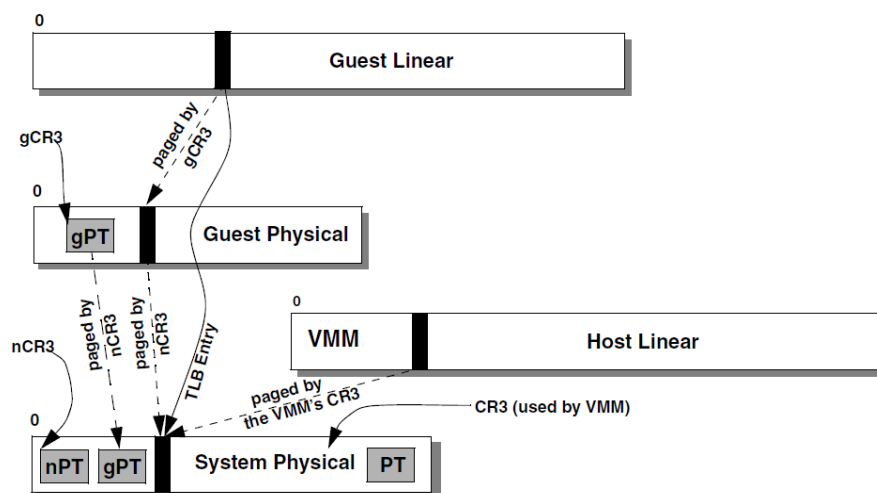 0
Guest Linear
paged by
gCR3
gCR3
0
gPT
Guest Physical
paged by
nCR3
paged by
nCR3
TLB Entry
0
VMM
Host Linear
nCR3
paged by
the VMM's CR3
CR3 (used by VMM)
0
nPT
gPT
System Physical
PT